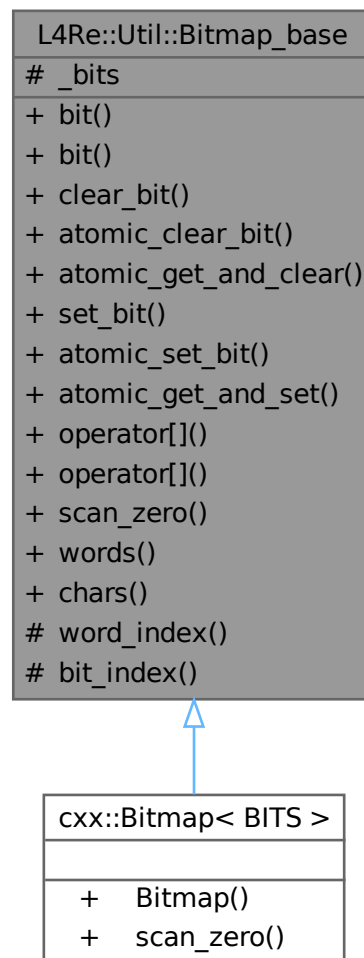 L4Re::Util::Bitmap_base
# _bits
+ bit()
+ bit()
+ clear_bit()
+ atomic_clear_bit()
+ atomic_get_and_clear()
+ set_bit()
+ atomic_set_bit()
+ atomic_get_and_set()
+ operator[]()
+ operator[]()
+ scan_zero()
+ words()
+ chars()
# word_index()
# bit_index()
cxx::Bitmap< BITS >
+ Bitmap()
+ scan_zero()